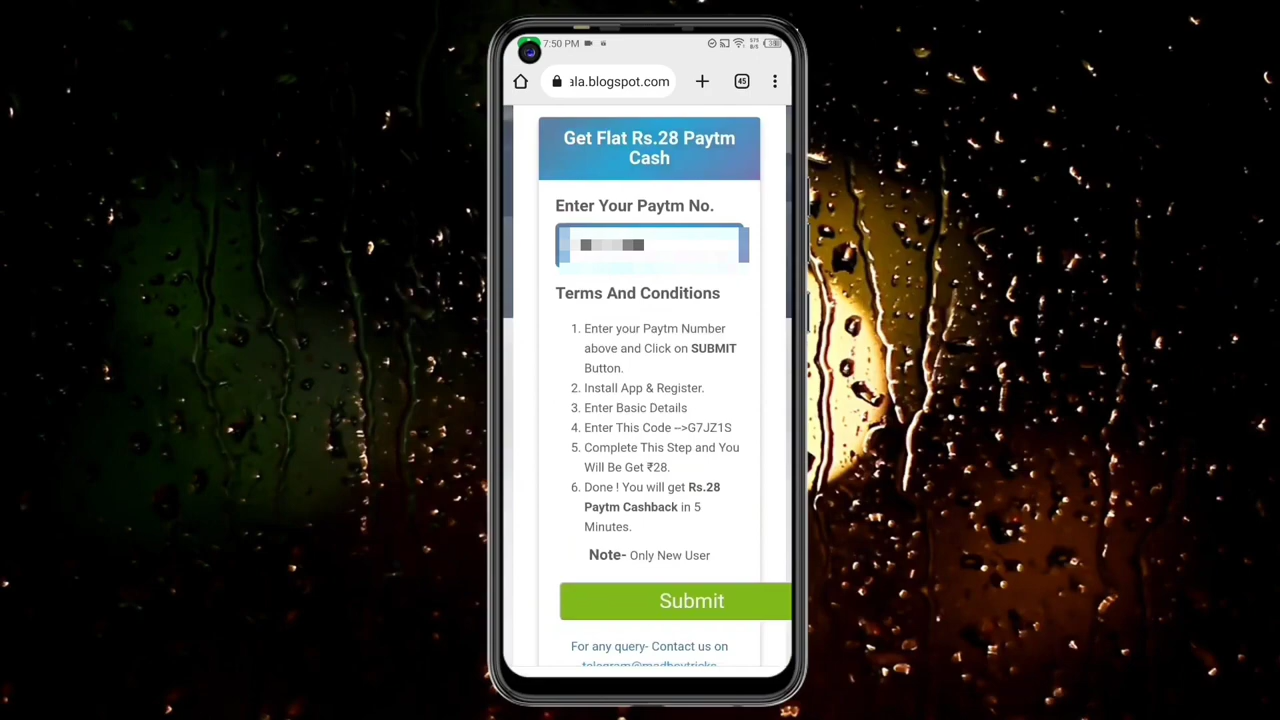 7:50 PM
ala.blogspot.com
45
Get Flat Rs.28 Paytm
Cash
Enter Your Paytm No.
Terms And Conditions
1. Enter your Paytm Number
above and Click on SUBMIT
Button.
2. Install App & Register.
3. Enter Basic Details
4. Enter This Code -->G7JZ1S
5. Complete This Step and You
Will Be Get ₹28.
6. Done ! You will get Rs.28
Paytm Cashback in 5
Minutes.
Note- Only New User
Submit
For any query- Contact us on
telegram@madboytricks